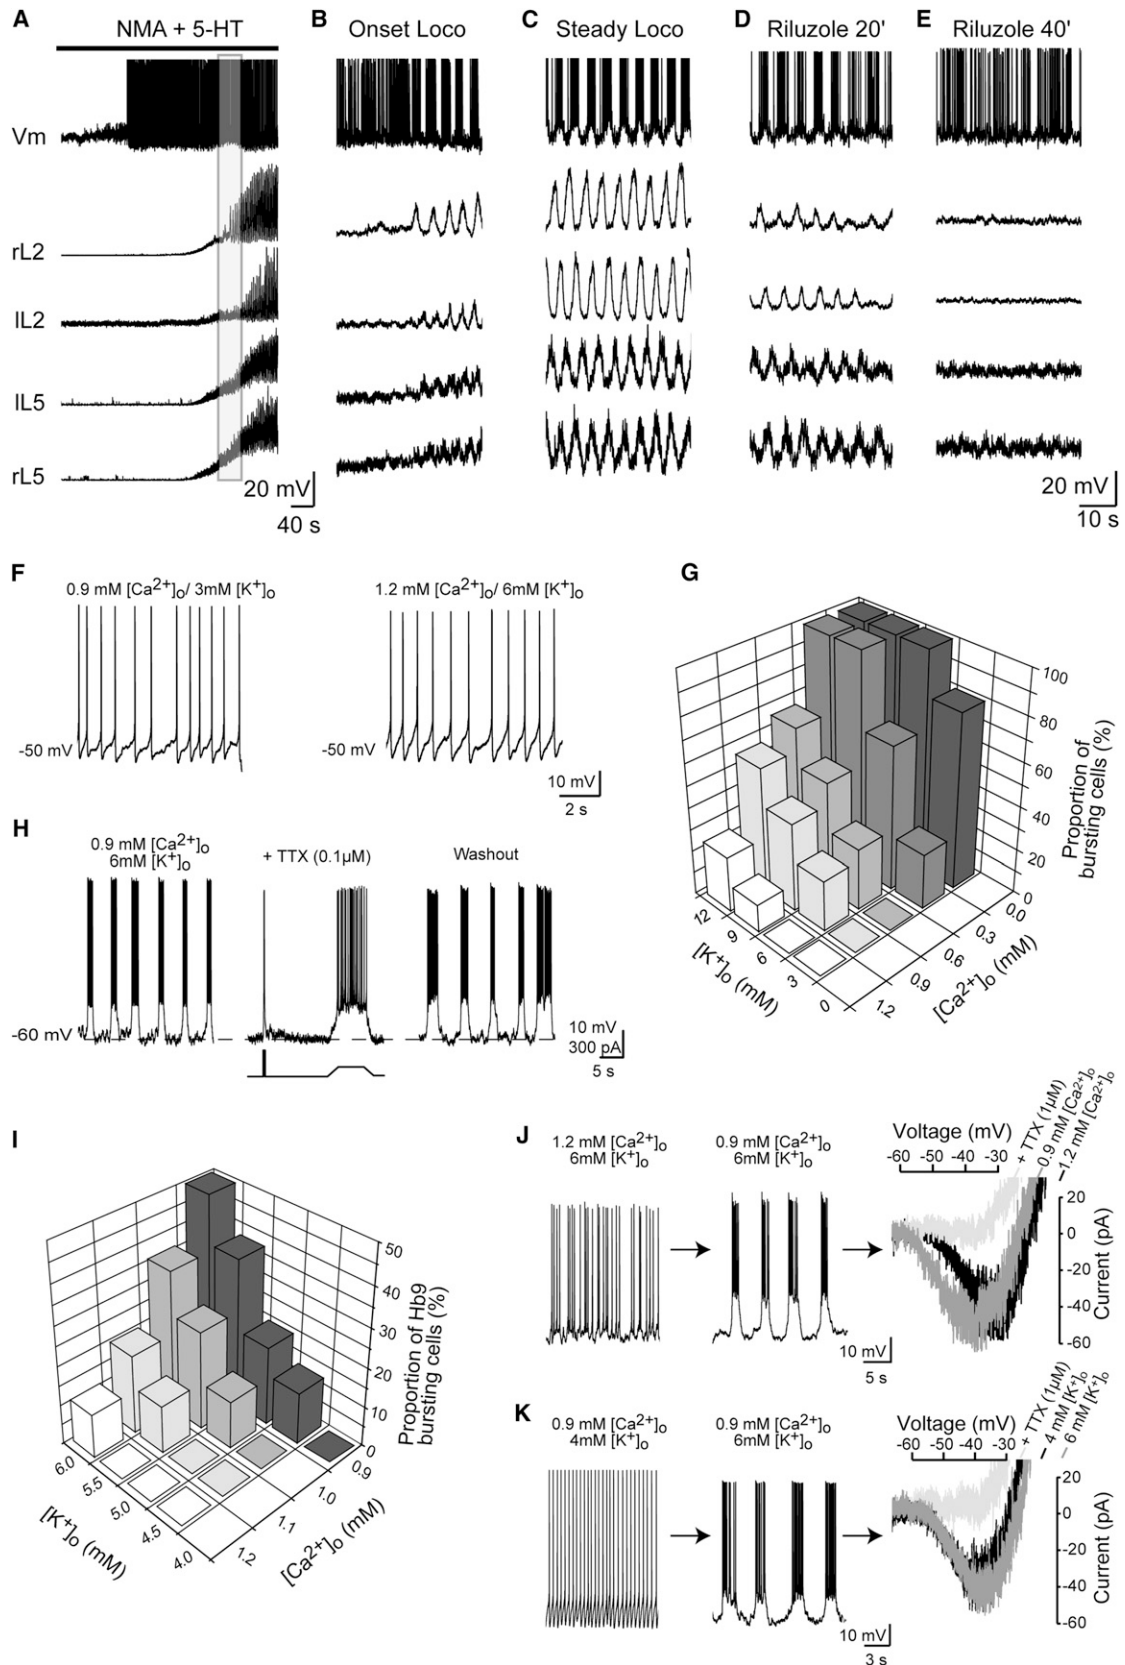 A
NMA + 5-HT
B
Onset Loco
C
Steady Loco
D
Riluzole 20'
E
Riluzole 40'
Vm
rL2
lL2
lL5
rL5
20 mV
40 s
20 mV
10 s
F
0.9 mM [Ca2+]o/ 3mM [K+]o
1.2 mM [Ca2+]o/ 6mM [K+]o
-50 mV
-50 mV
10 mV
2 s
G
100
80
60
40
20
0
Proportion of
bursting cells (%)
12
9
6
3
0
[K+]o (mM)
0.0
0.3
0.6
0.9
1.2
[Ca2+]o (mM)
H
0.9 mM [Ca2+]o
6mM [K+]o
+ TTX (0.1µM)
Washout
-60 mV
10 mV
300 pA
5 s
I
50
40
30
20
10
0
Proportion of Hb9
bursting cells (%)
6.0
5.5
5.0
4.5
4.0
[K+]o (mM)
0.9
1.0
1.1
1.2
[Ca2+]o (mM)
J
1.2 mM [Ca2+]o
6mM [K+]o
0.9 mM [Ca2+]o
6mM [K+]o
10 mV
5 s
Voltage (mV)
-60 -50 -40 -30
+ TTX (1µM)
0.9 mM [Ca2+]o
1.2 mM [Ca2+]o
20
0
-20
-40
-60
Current (pA)
K
0.9 mM [Ca2+]o
4mM [K+]o
0.9 mM [Ca2+]o
6mM [K+]o
10 mV
3 s
Voltage (mV)
-60 -50 -40 -30
+ TTX (1µM)
4 mM [K+]o
6 mM [K+]o
20
0
-20
-40
-60
Current (pA)